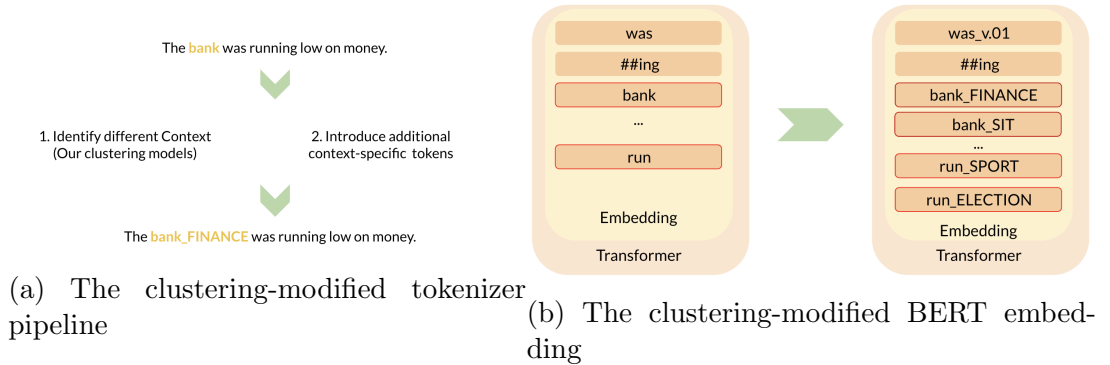 The bank was running low on money.
1. Identify different Context
(Our clustering models)
2. Introduce additional
context-specific tokens
The bank_FINANCE was running low on money.
(a) The clustering-modified tokenizer
pipeline
was
##ing
bank
...
run
Embedding
Transformer
was_v.01
##ing
bank_FINANCE
bank_SIT
...
run_SPORT
run_ELECTION
Embedding
Transformer
(b) The clustering-modified BERT embed-
ding